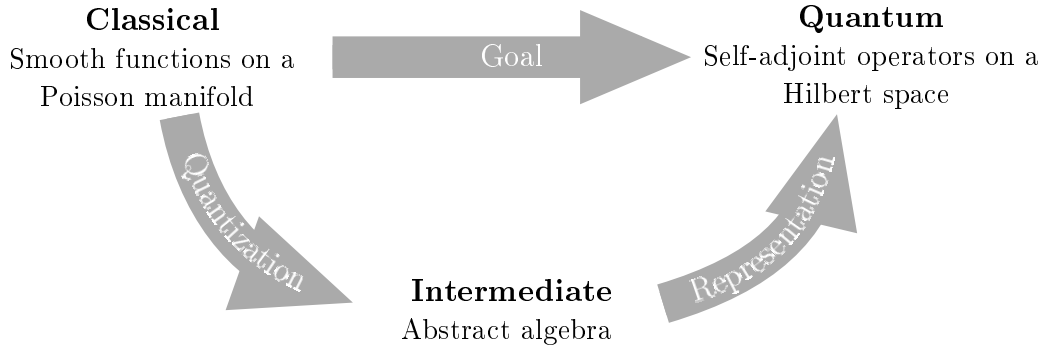 Classical
Smooth functions on a
Poisson manifold
Goal
Quantum
Self-adjoint operators on a
Hilbert space
Quantization
Intermediate
Abstract algebra
Representation